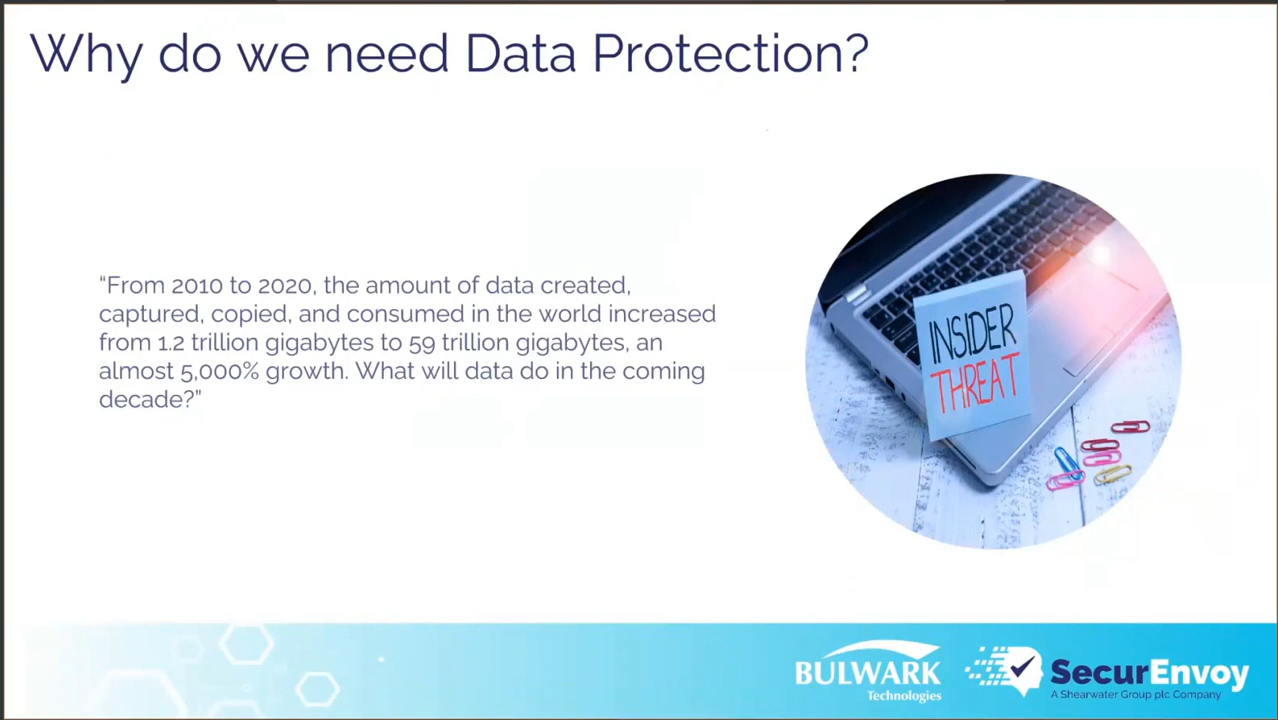 Why do we need Data Protection?
“From 2010 to 2020, the amount of data created,
captured, copied, and consumed in the world increased
from 1.2 trillion gigabytes to 59 trillion gigabytes, an
almost 5,000% growth. What will data do in the coming
decade?”
INSIDER
THREAT
BULWARK
Technologies
SecurEnvoy
A Shearwater Group plc Company